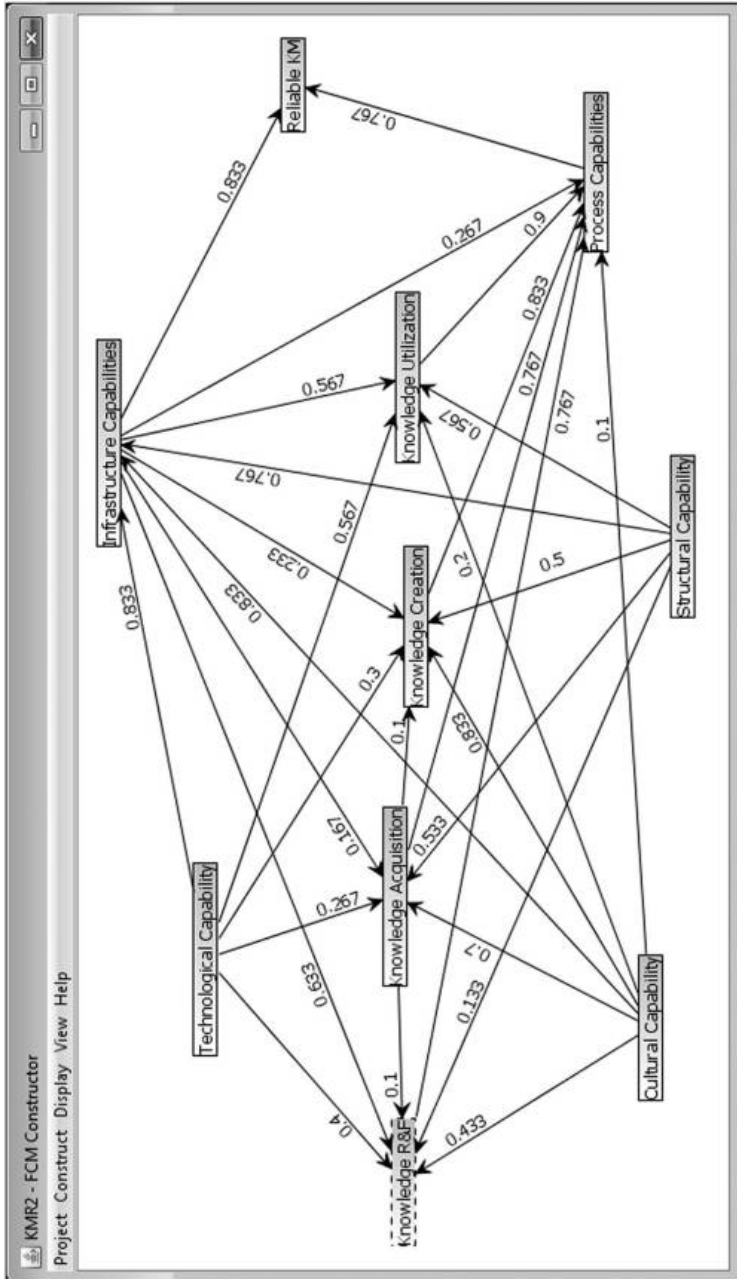 KMR2 - FCM Constructor
Project Construct Display View Help
Infrastructure Capabilities
0.833
Technological Capability
0.833
0.833
0.767
Reliable KM
0.233
0.633
0.567
0.167
0.267
0.4
0.567
0.3
0.767
0.1
Knowledge Acquisition
0.1
Knowledge R&F
Knowledge Utilization
Knowledge Creation
0.533
0.567
0.267
0.2
0.433
0.833
0.7
0.133
0.767
0.9
0.5
0.767
Process Capabilities
0.1
0.833
Cultural Capability
Structural Capability